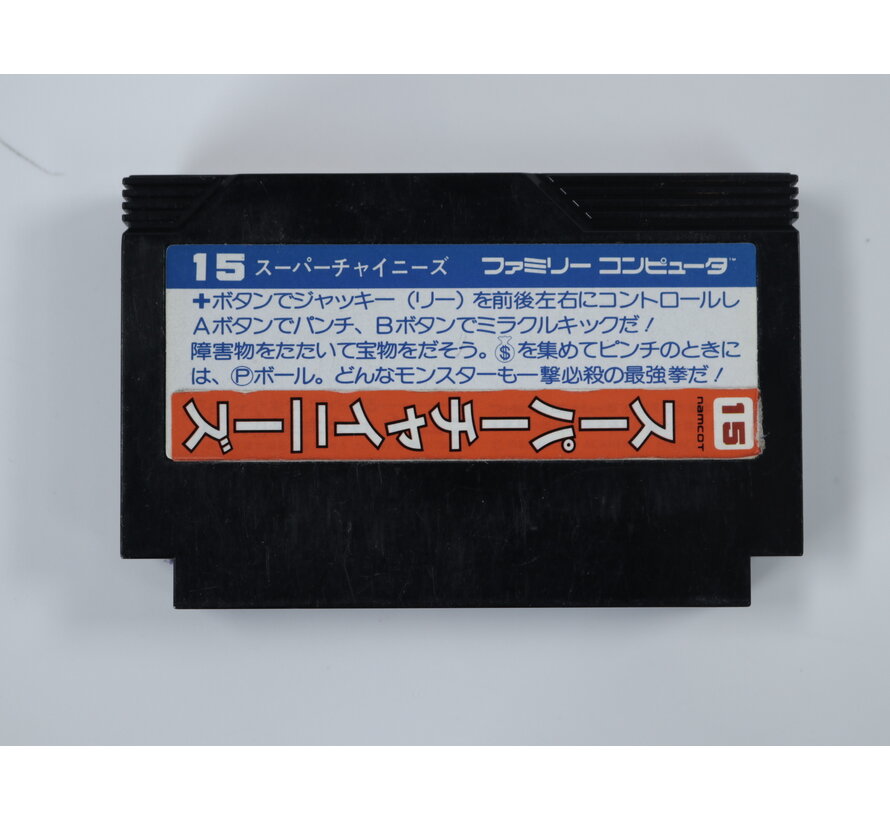 15 スーパーチャイニーズ ファミリー コンピュータ™
+ボタンでジャッキー(リー)を前後左右にコントロールし
Aボタンでパンチ、Bボタンでミラクルキックだ!
障害物をたたいて宝物をだそう。$を集めてピンチのときに
は、Ⓟボール。どんなモンスターも一撃必殺の最強拳だ!
15 namcot スーパーチャイニーズ